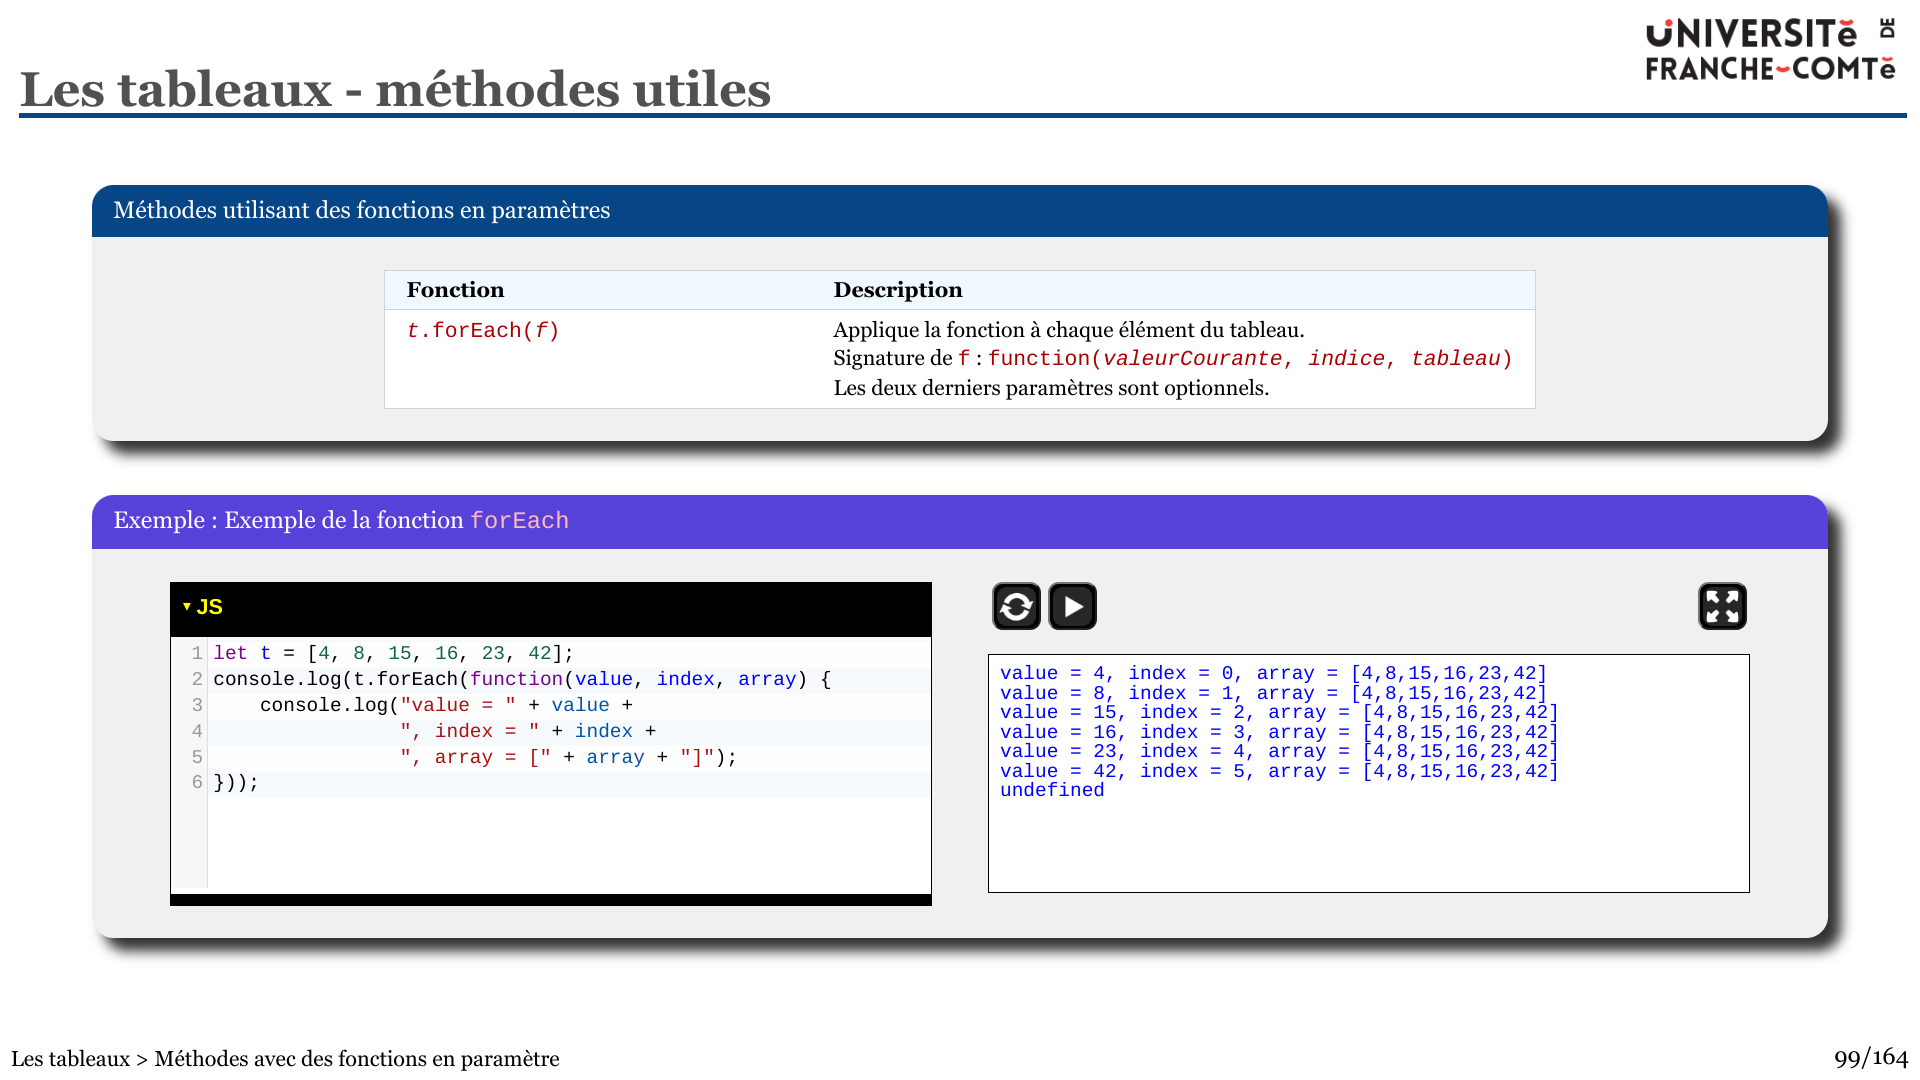 UNIVERSITĕ DE
FRANCHE-COMTĕ
Les tableaux - méthodes utiles
Méthodes utilisant des fonctions en paramètres
Fonction Description
t.forEach(f) Applique la fonction à chaque élément du tableau.
Signature de f : function(valeurCourante, indice, tableau)
Les deux derniers paramètres sont optionnels.
Exemple : Exemple de la fonction forEach
▼ JS
1 let t = [4, 8, 15, 16, 23, 42];
2 console.log(t.forEach(function(value, index, array) {
3     console.log("value = " + value +
4                 ", index = " + index +
5                 ", array = [" + array + "]");
6 }));
value = 4, index = 0, array = [4,8,15,16,23,42]
value = 8, index = 1, array = [4,8,15,16,23,42]
value = 15, index = 2, array = [4,8,15,16,23,42]
value = 16, index = 3, array = [4,8,15,16,23,42]
value = 23, index = 4, array = [4,8,15,16,23,42]
value = 42, index = 5, array = [4,8,15,16,23,42]
undefined
Les tableaux > Méthodes avec des fonctions en paramètre
99/164